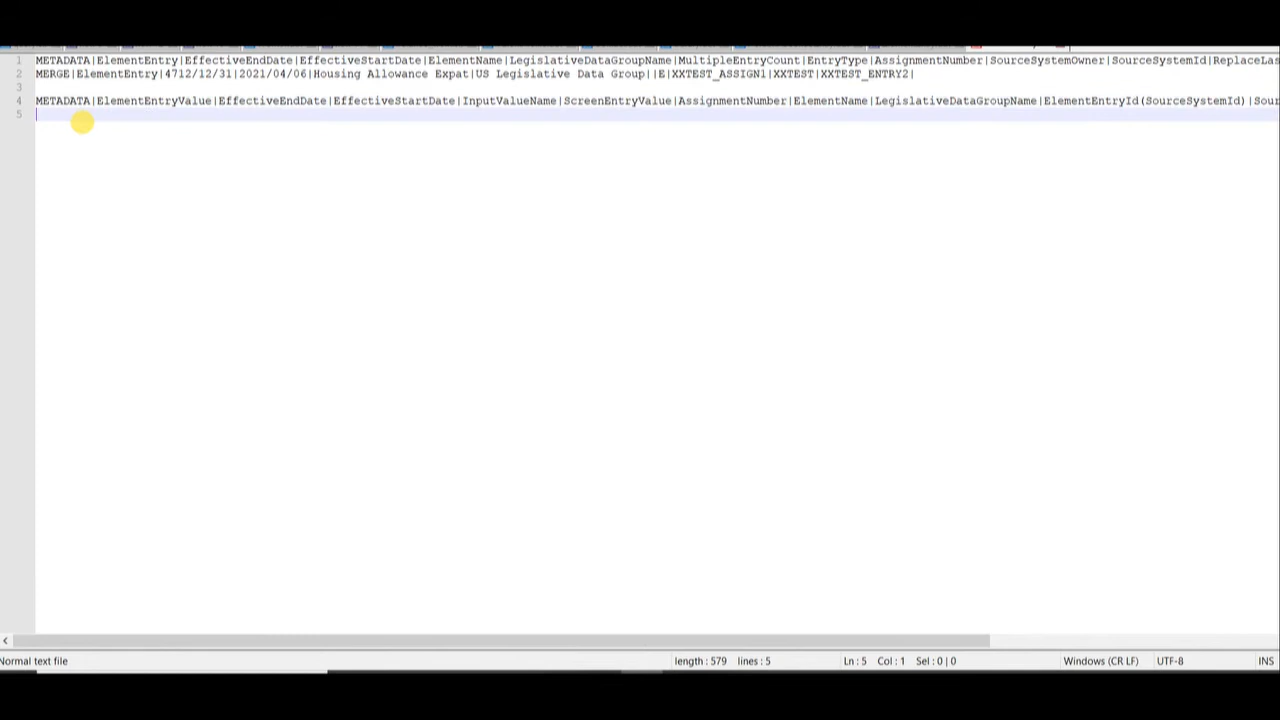 1 METADATA|ElementEntry|EffectiveEndDate|EffectiveStartDate|ElementName|LegislativeDataGroupName|MultipleEntryCount|EntryType|AssignmentNumber|SourceSystemOwner|SourceSystemId|ReplaceLas
2 MERGE|ElementEntry|4712/12/31|2021/04/06|Housing Allowance Expat|US Legislative Data Group||E|XXTEST_ASSIGN1|XXTEST|XXTEST_ENTRY2|
3
4 METADATA|ElementEntryValue|EffectiveEndDate|EffectiveStartDate|InputValueName|ScreenEntryValue|AssignmentNumber|ElementName|LegislativeDataGroupName|ElementEntryId(SourceSystemId)|Sour
5
Normal text file length : 579 lines : 5 Ln : 5 Col : 1 Sel : 0 | 0 Windows (CR LF) UTF-8 INS